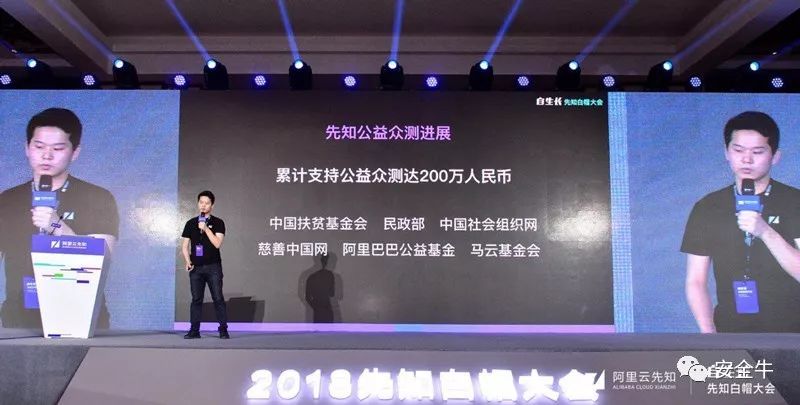 自生长 先知白帽大会
先知公益众测进展
累计支持公益众测达200万人民币
中国扶贫基金会 民政部 中国社会组织网
慈善中国网 阿里巴巴公益基金 马云基金会
阿里云先知
2018先知白帽大会
阿里云先知
ALIBABA CLOUD XIANZHI
先知白帽大会
安金牛